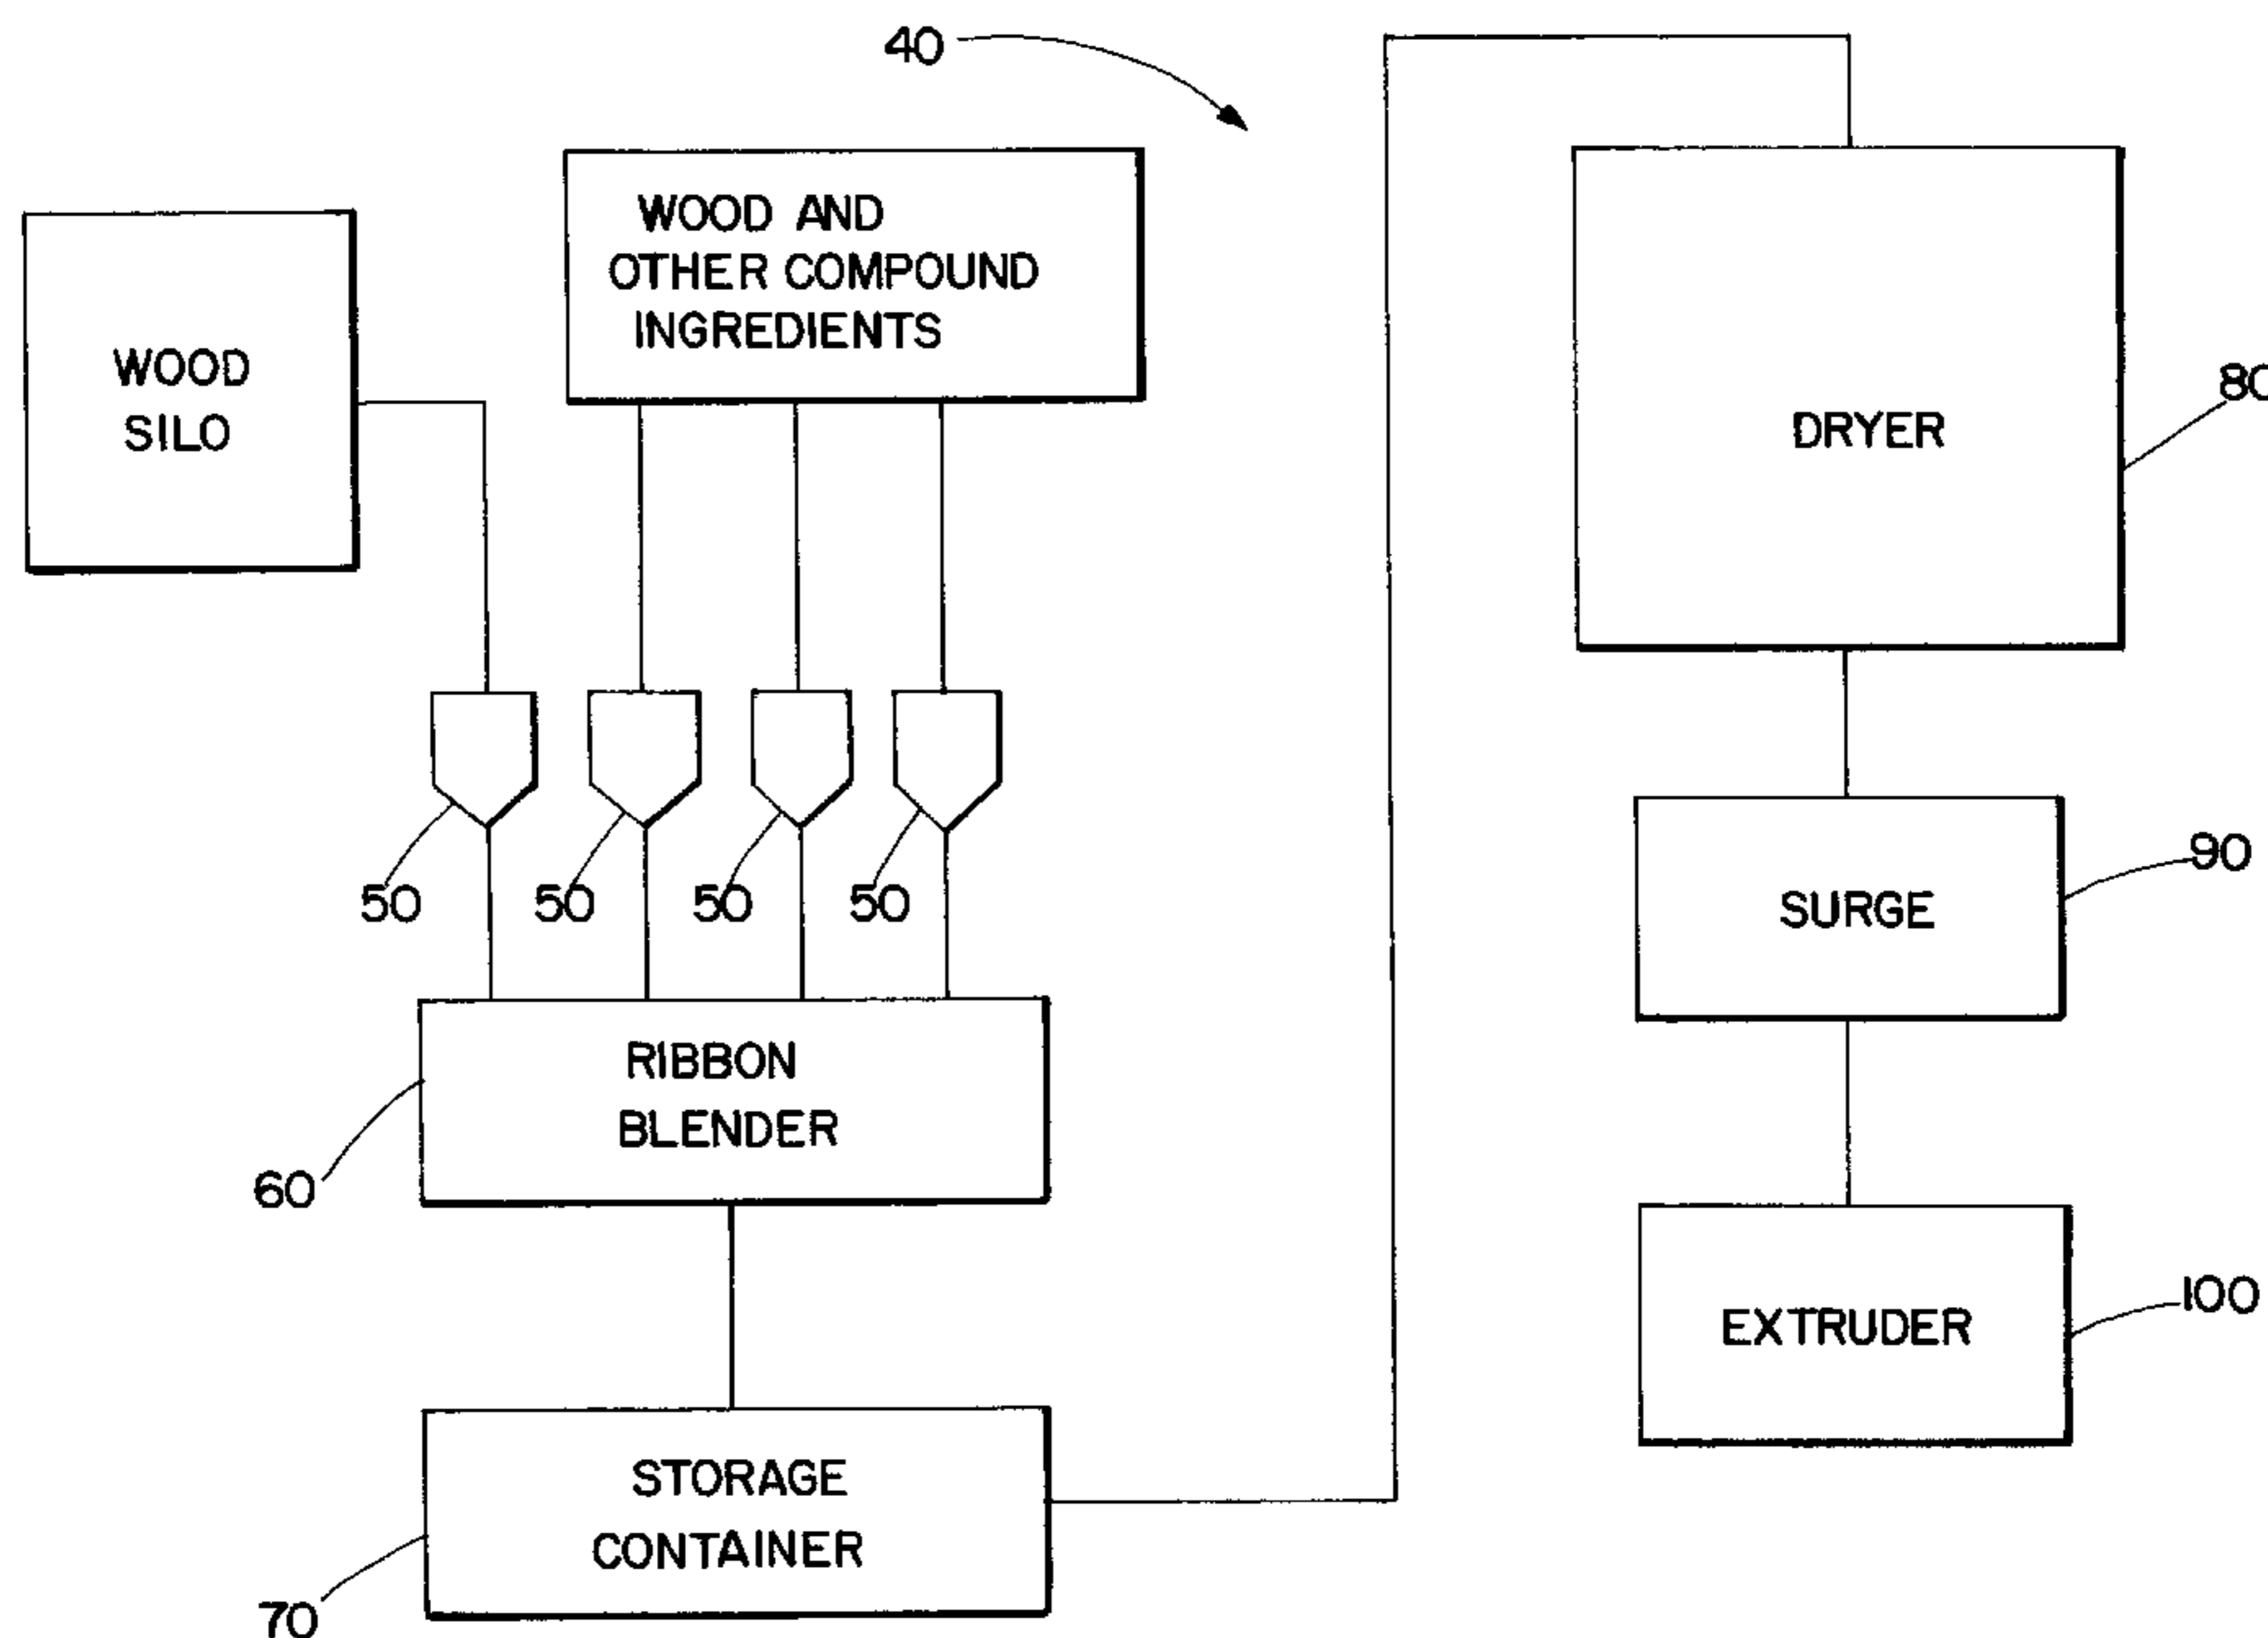 40
WOOD AND
OTHER COMPOUND
INGREDIENTS
WOOD
SILO
DRYER
80
50 50 50 50
SURGE
90
RIBBON
BLENDER
60
EXTRUDER
100
STORAGE
CONTAINER
70